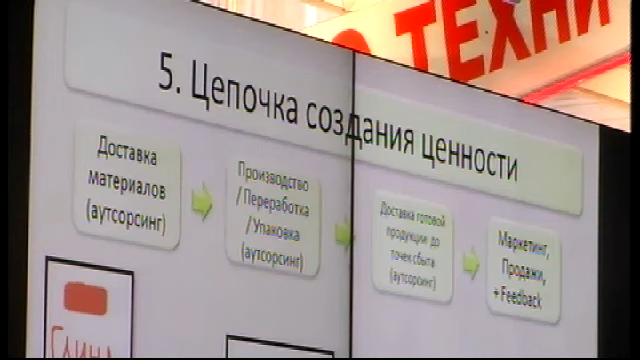 ТЕХНИ
5. Цепочка создания ценности
Доставка
материалов
(аутсорсинг)
Производство
/Переработка
/Упаковка
(аутсорсинг)
Доставка готовой
продукции до
точек сбыта
(аутсорсинг)
Маркетинг,
Продажи,
+ Feedback